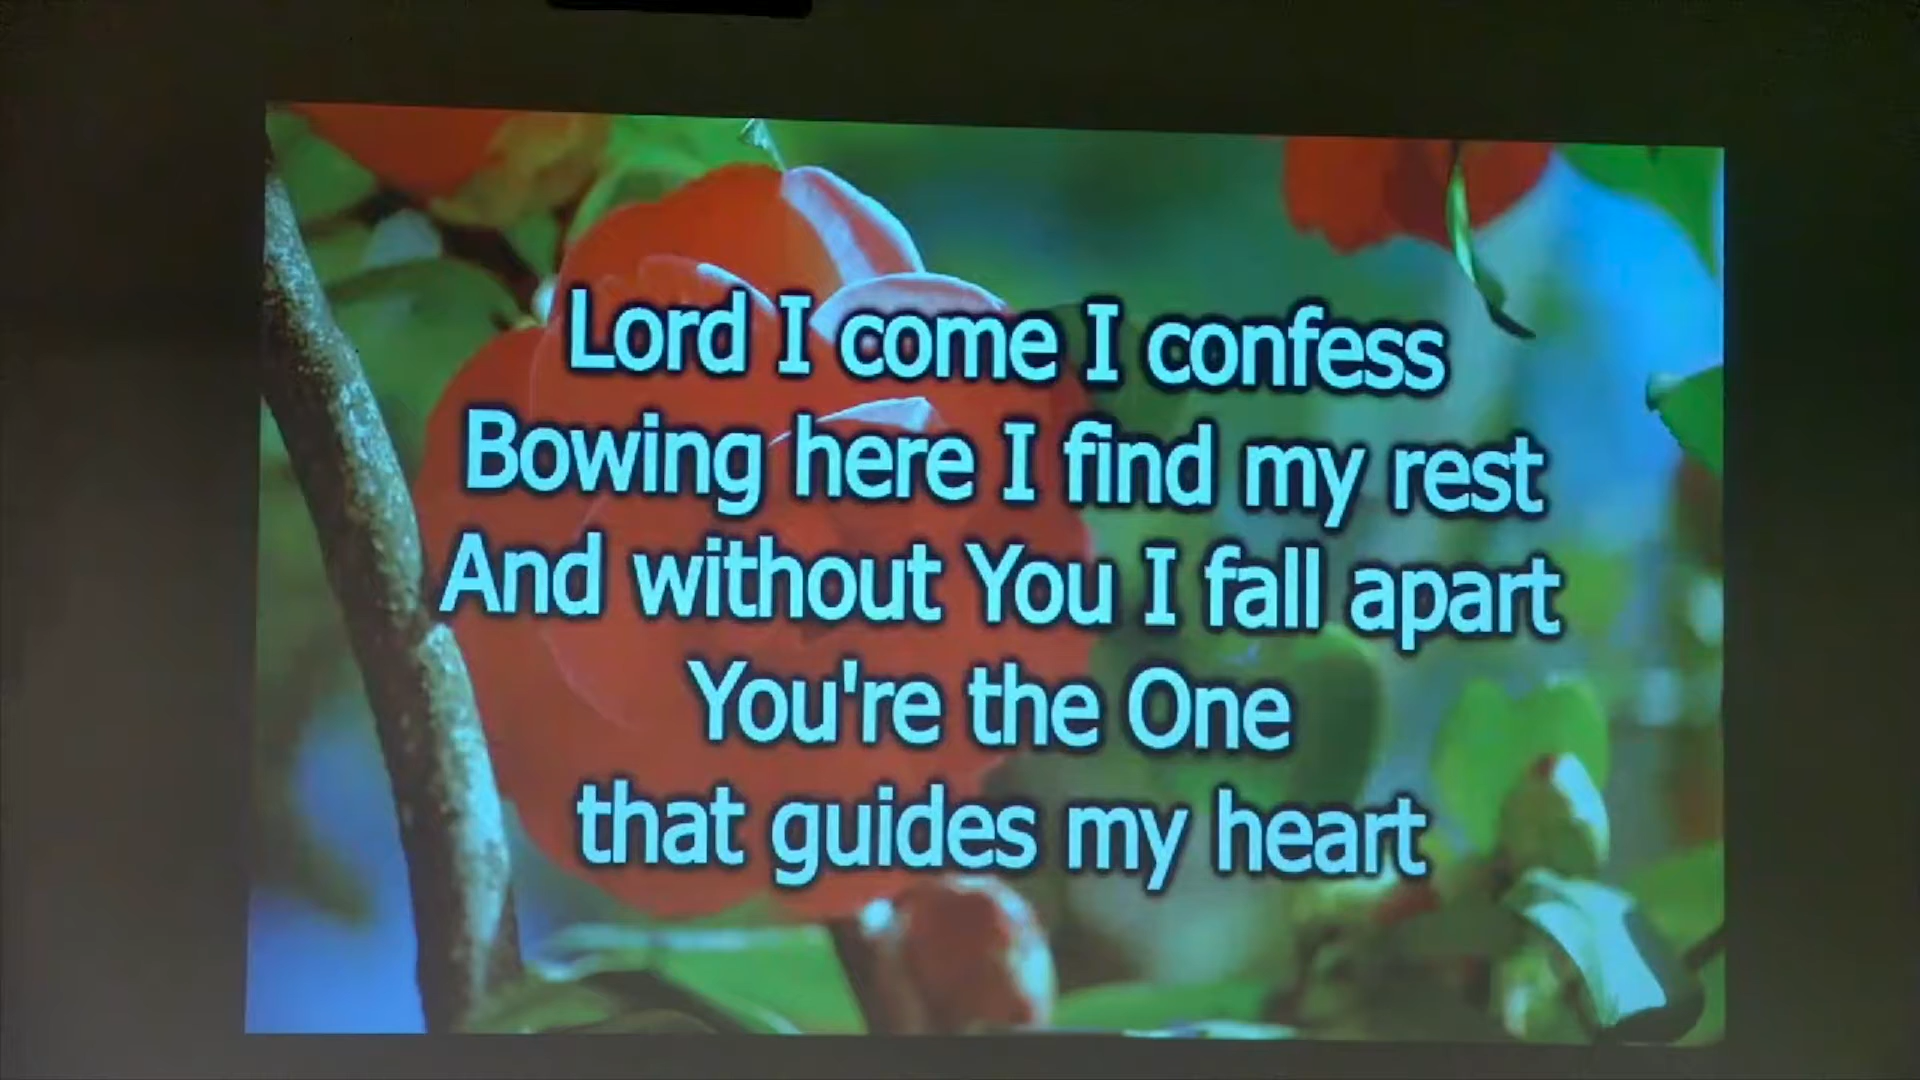 Lord I come I confess
Bowing here I find my rest
And without You I fall apart
You're the One
that guides my heart